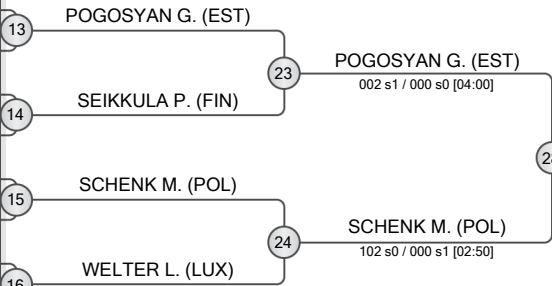 POGOSYAN G. (EST)
13
23
POGOSYAN G. (EST)
002 s1 / 000 s0 [04:00]
SEIKKULA P. (FIN)
14
SCHENK M. (POL)
15
24
SCHENK M. (POL)
102 s0 / 000 s1 [02:50]
WELTER L. (LUX)
16